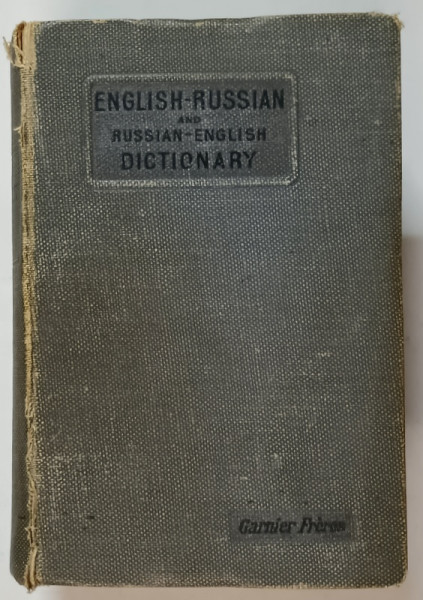 ENGLISH-RUSSIAN
AND
RUSSIAN-ENGLISH
DICTIONARY
Garnier Frères